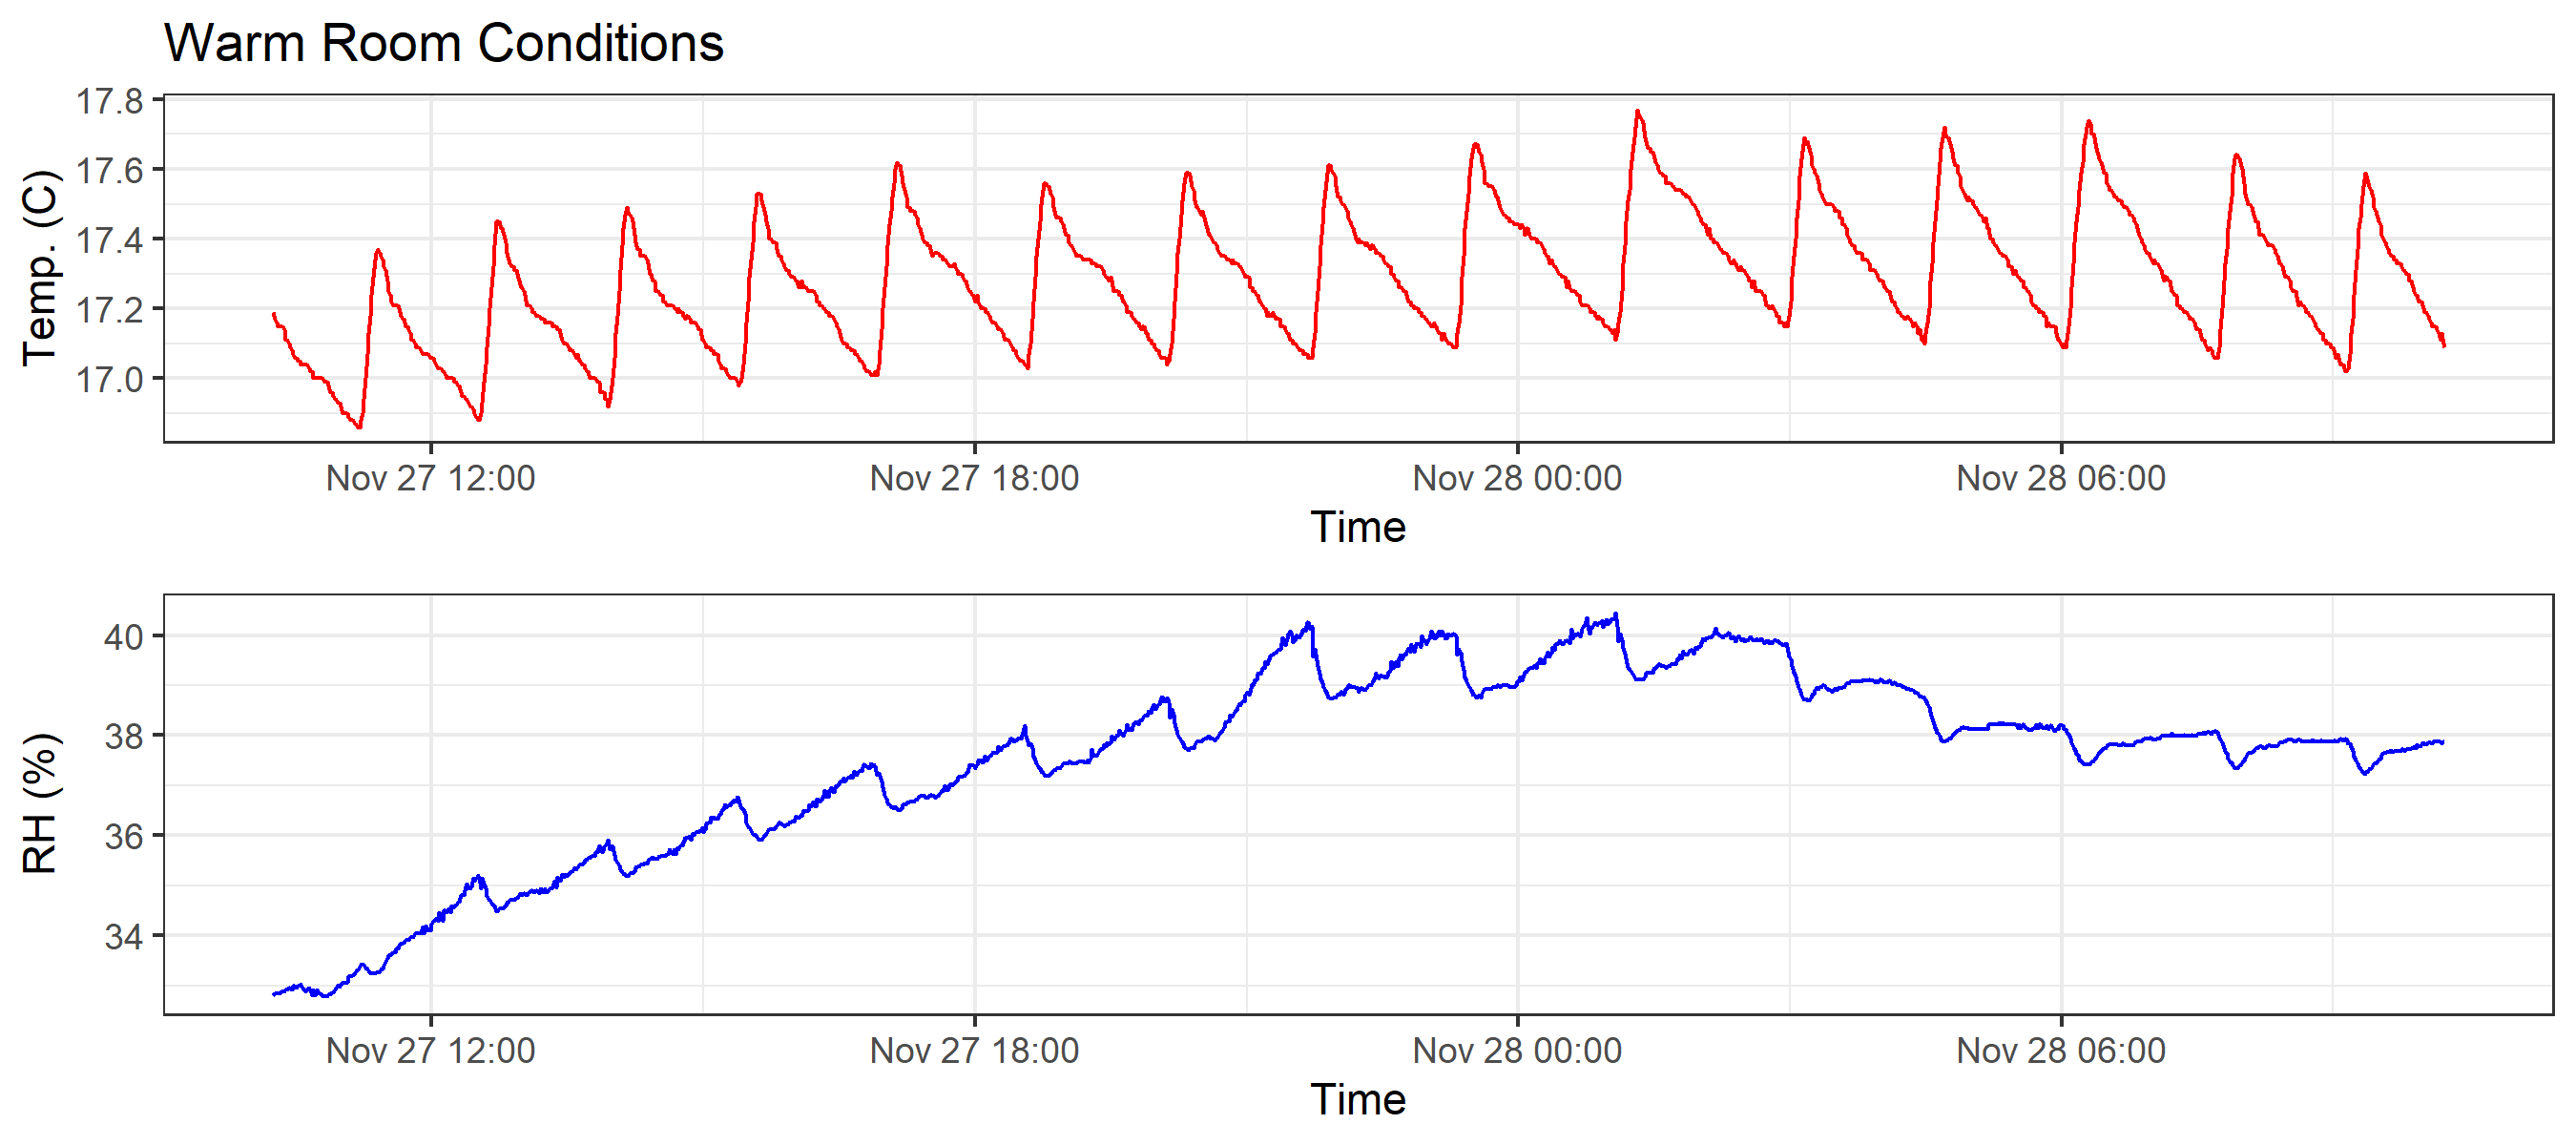 Warm Room Conditions
17.8
17.6
17.4
17.2
17.0
Temp. (C)
Nov 27 12:00 Nov 27 18:00 Nov 28 00:00 Nov 28 06:00
Time
40
38
36
34
RH (%)
Nov 27 12:00 Nov 27 18:00 Nov 28 00:00 Nov 28 06:00
Time